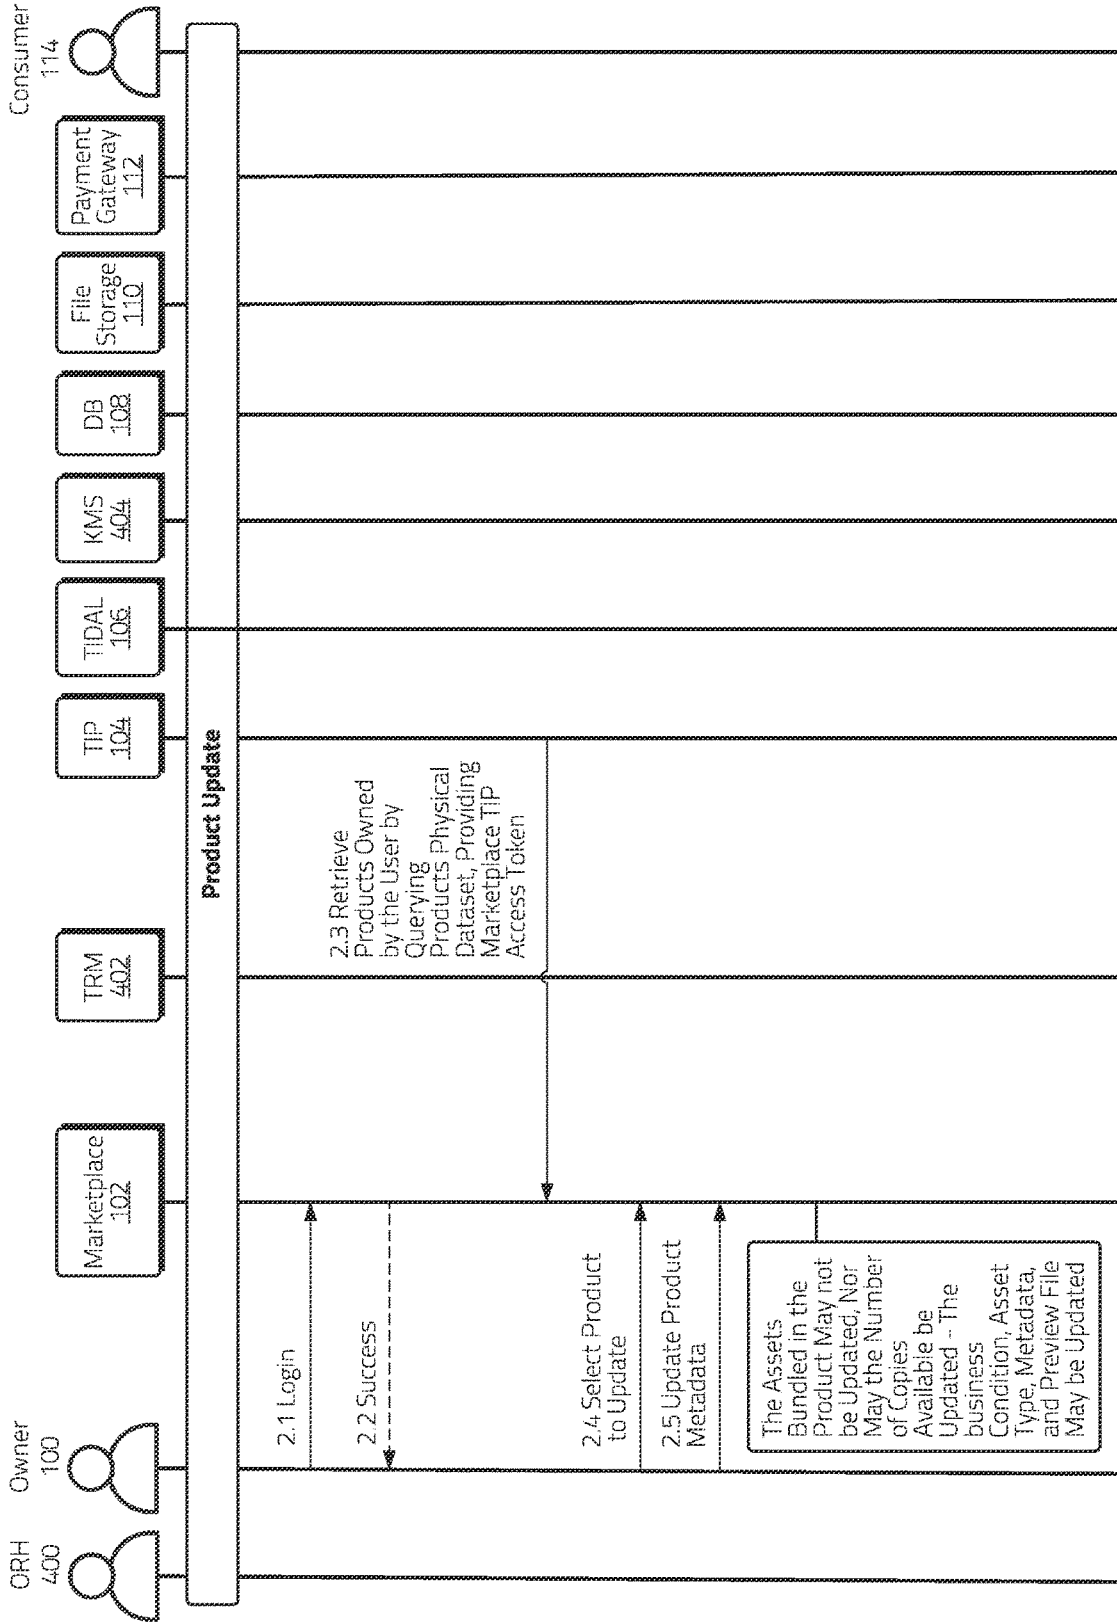 ORH
400
Owner
100
Marketplace
102
TRM
402
TIP
104
TIDAL
106
KMS
404
DB
108
File
Storage
110
Payment
Gateway
112
Consumer
114
Product Update
2.1 Login
2.2 Success
2.3 Retrieve
Products Owned
by the User by
Querying
Products Physical
Dataset, Providing
Marketplace TIP
Access Token
2.4 Select Product
to Update
2.5 Update Product
Metadata
The Assets
Bundled in the
Product May not
be Updated, Nor
May the Number
of Copies
Available be
Updated - The
business
Condition, Asset
Type, Metadata,
and Preview File
May be Updated